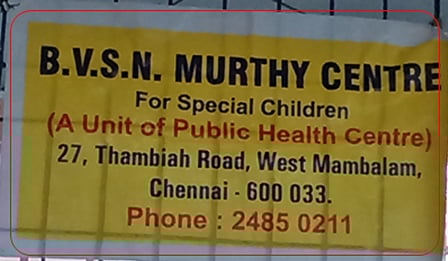 B.V.S.N. MURTHY CENTRE
For Special Children
(A Unit of Public Health Centre)
27, Thambiah Road, West Mambalam,
Chennai - 600 033.
Phone : 2485 0211